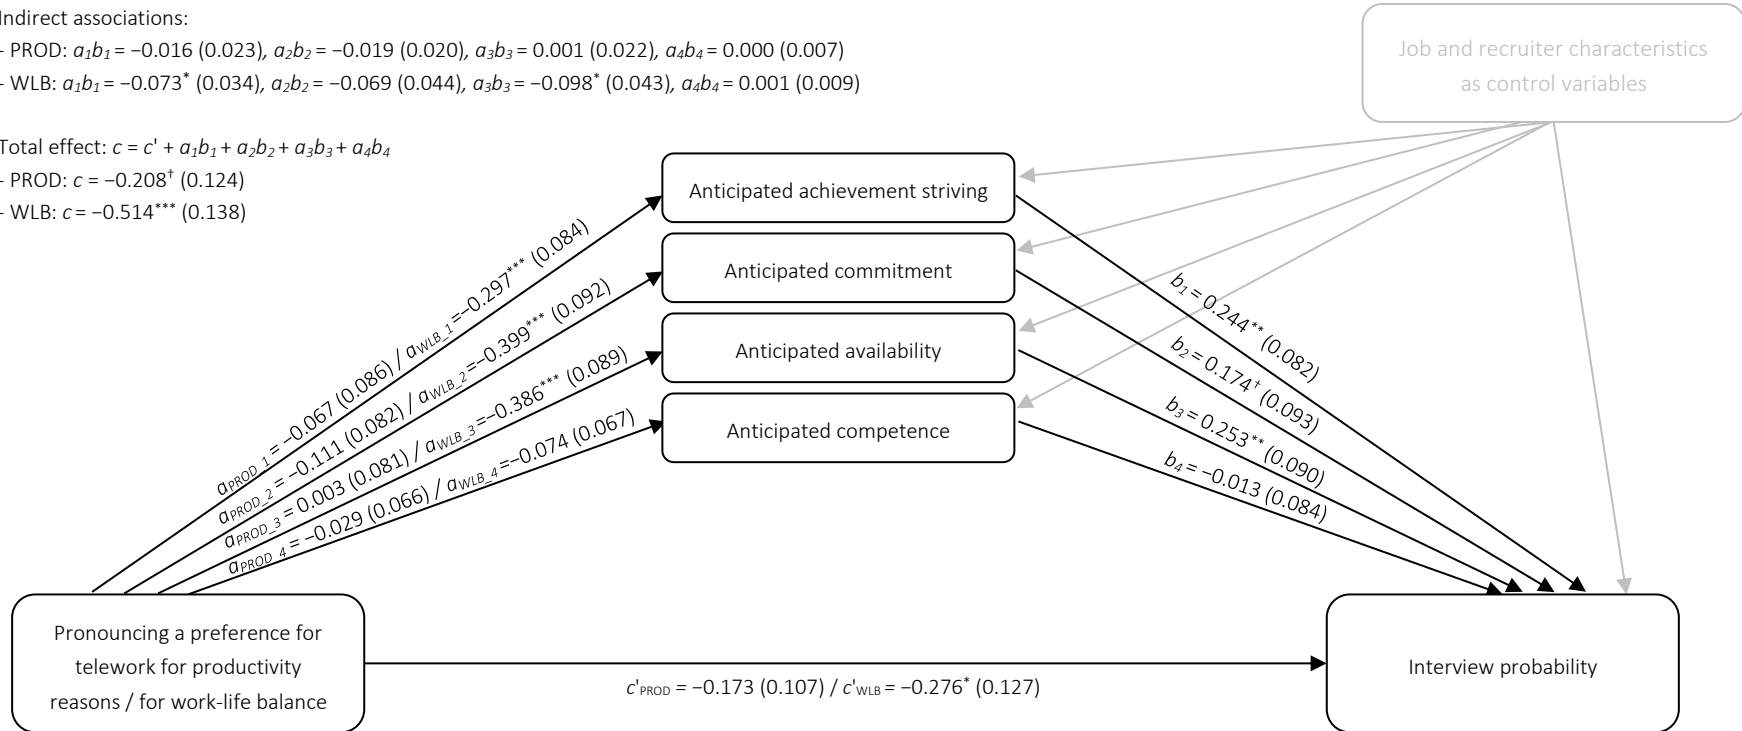 Indirect associations:
- PROD: a₁b₁ = −0.016 (0.023), a₂b₂ = −0.019 (0.020), a₃b₃ = 0.001 (0.022), a₄b₄ = 0.000 (0.007)
- WLB: a₁b₁ = −0.073* (0.034), a₂b₂ = −0.069 (0.044), a₃b₃ = −0.098* (0.043), a₄b₄ = 0.001 (0.009)
Total effect: c = c' + a₁b₁ + a₂b₂ + a₃b₃ + a₄b₄
- PROD: c = −0.208† (0.124)
- WLB: c = −0.514*** (0.138)
Job and recruiter characteristics
as control variables
Anticipated achievement striving
Anticipated commitment
Anticipated availability
Anticipated competence
a_PROD_1 = −0.067 (0.086) / a_WLB_1 =−0.297*** (0.084)
a_PROD_2 = −0.111 (0.082) / a_WLB_2 =−0.399*** (0.092)
a_PROD_3 = 0.003 (0.081) / a_WLB_3 =−0.386*** (0.089)
a_PROD_4 = −0.029 (0.066) / a_WLB_4 =−0.074 (0.067)
b₁ = 0.244** (0.082)
b₂ = 0.174† (0.093)
b₃ = 0.253** (0.090)
b₄ = −0.013 (0.084)
Pronouncing a preference for
telework for productivity
reasons / for work-life balance
c'PROD = −0.173 (0.107) / c'WLB = −0.276* (0.127)
Interview probability